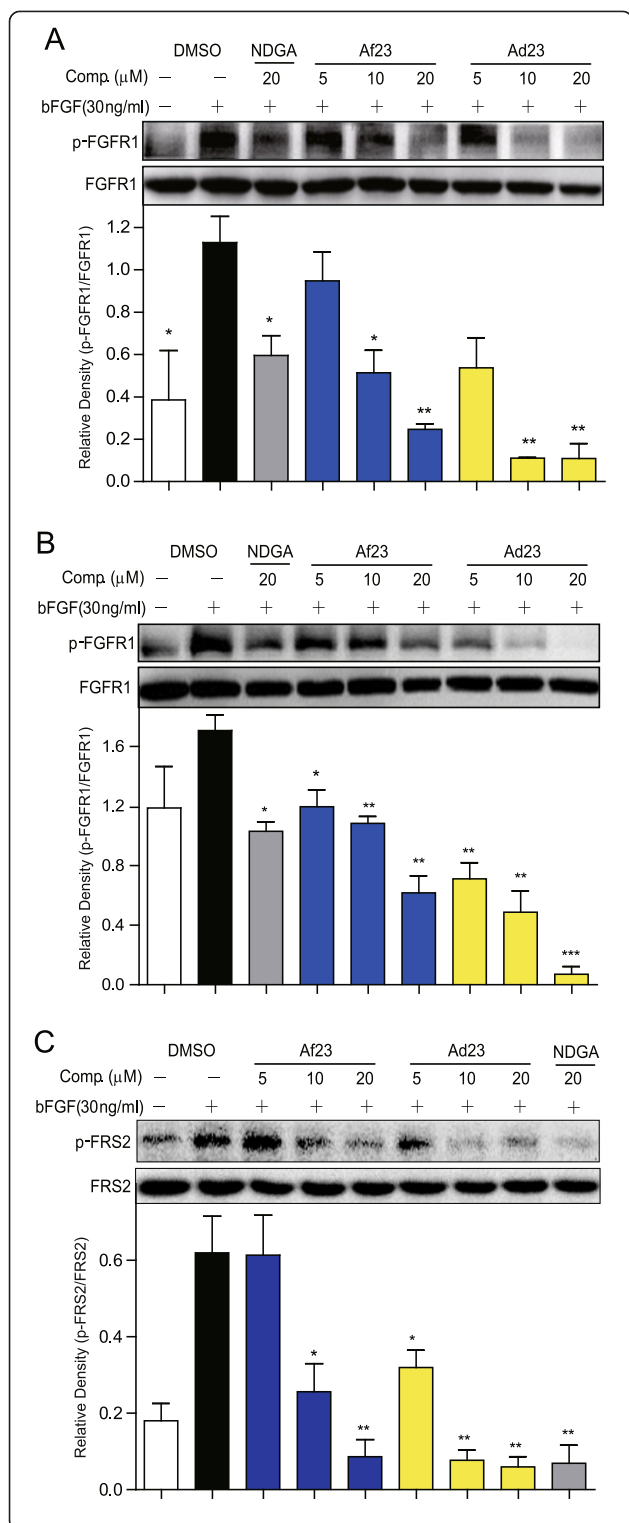 A
DMSO NDGA Af23 Ad23
Comp. (μM) – – 20 5 10 20 5 10 20
bFGF(30ng/ml) – + + + + + + + +
p-FGFR1
FGFR1
Relative Density (p-FGFR1/FGFR1)
1.2
1.0
0.8
0.6
0.4
0.2
0.0
* * * ** ** **
B
DMSO NDGA Af23 Ad23
Comp. (μM) – – 20 5 10 20 5 10 20
bFGF(30ng/ml) – + + + + + + + +
p-FGFR1
FGFR1
Relative Density (p-FGFR1/FGFR1)
1.6
1.2
0.8
0.4
0.0
* * ** ** ** ** ***
C
DMSO Af23 Ad23 NDGA
Comp. (μM) – – 5 10 20 5 10 20 20
bFGF(30ng/ml) – + + + + + + + +
p-FRS2
FRS2
Relative Density (p-FRS2/FRS2)
0.6
0.4
0.2
0.0
* ** * ** ** **